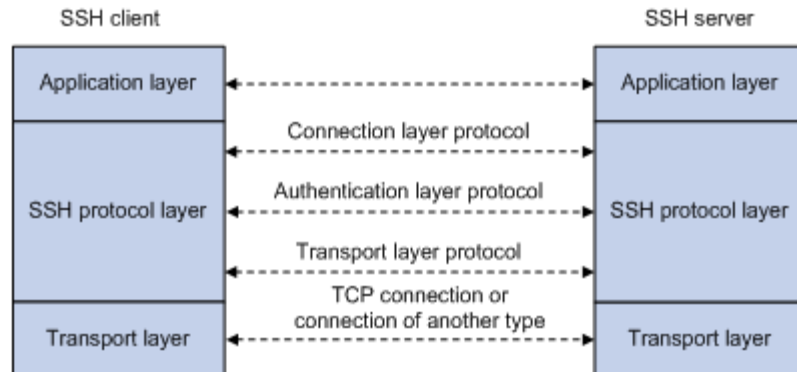 SSH client
SSH server
Application layer
Application layer
Connection layer protocol
Authentication layer protocol
SSH protocol layer
SSH protocol layer
Transport layer protocol
TCP connection or
connection of another type
Transport layer
Transport layer